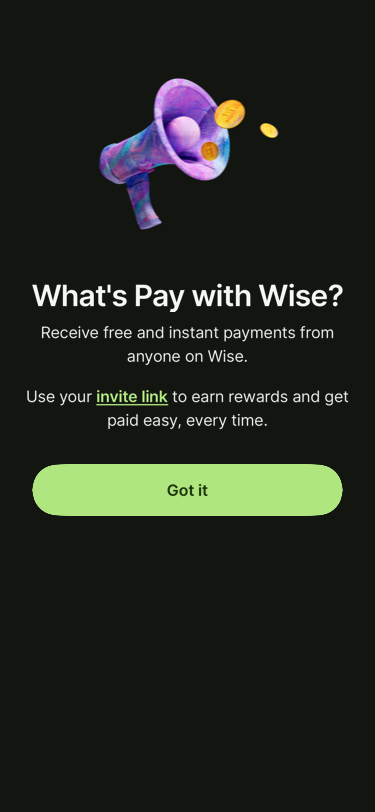 What's Pay with Wise?
Receive free and instant payments from
anyone on Wise.
Use your invite link to earn rewards and get
paid easy, every time.
Got it